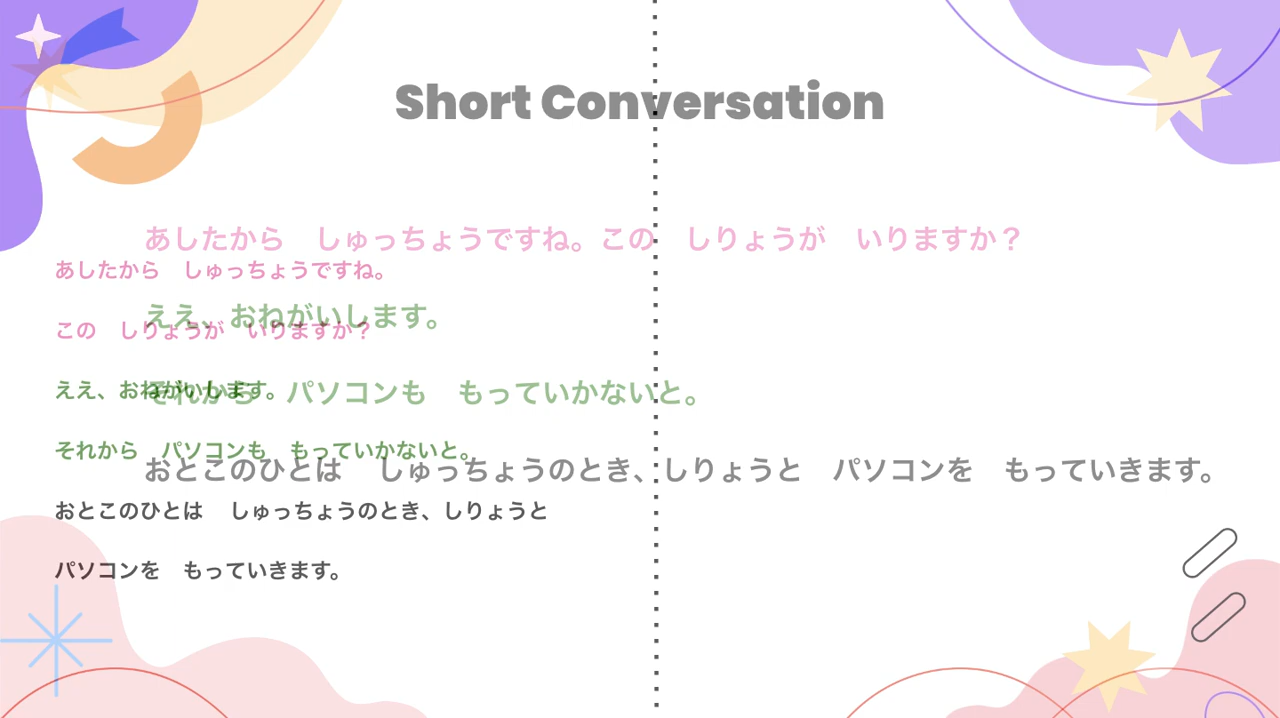 Short Conversation
あしたから　しゅっちょうですね。この　しりょうが　いりますか？
あしたから　しゅっちょうですね。
ええ、おねがいします。
この　しりょうが　いりますか？
ええ、おねがいします。
それから　パソコンも　もっていかないと。
それから　パソコンも　もっていかないと。
おとこのひとは　しゅっちょうのとき、しりょうと　パソコンを　もっていきます。
おとこのひとは　しゅっちょうのとき、しりょうと
パソコンを　もっていきます。